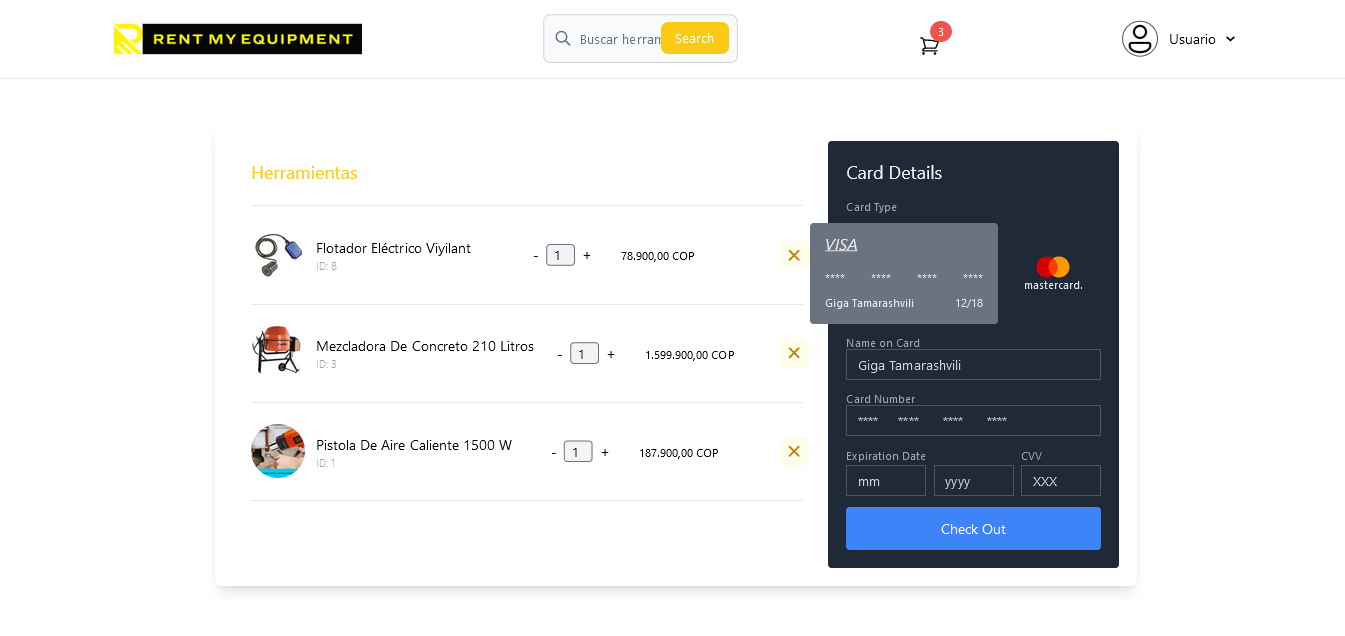 RENT MY EQUIPMENT
Buscar herram
Search
3
Usuario
Herramientas
Flotador Eléctrico Viyilant
ID: 8
- 1 +
78.900,00 COP
Mezcladora De Concreto 210 Litros
ID: 3
- 1 +
1.599.900,00 COP
Pistola De Aire Caliente 1500 W
ID: 1
- 1 +
187.900,00 COP
Card Details
Card Type
VISA
**** **** **** ****
Giga Tamarashvili 12/18
mastercard.
Name on Card
Giga Tamarashvili
Card Number
**** **** **** ****
Expiration Date CVV
mm yyyy XXX
Check Out